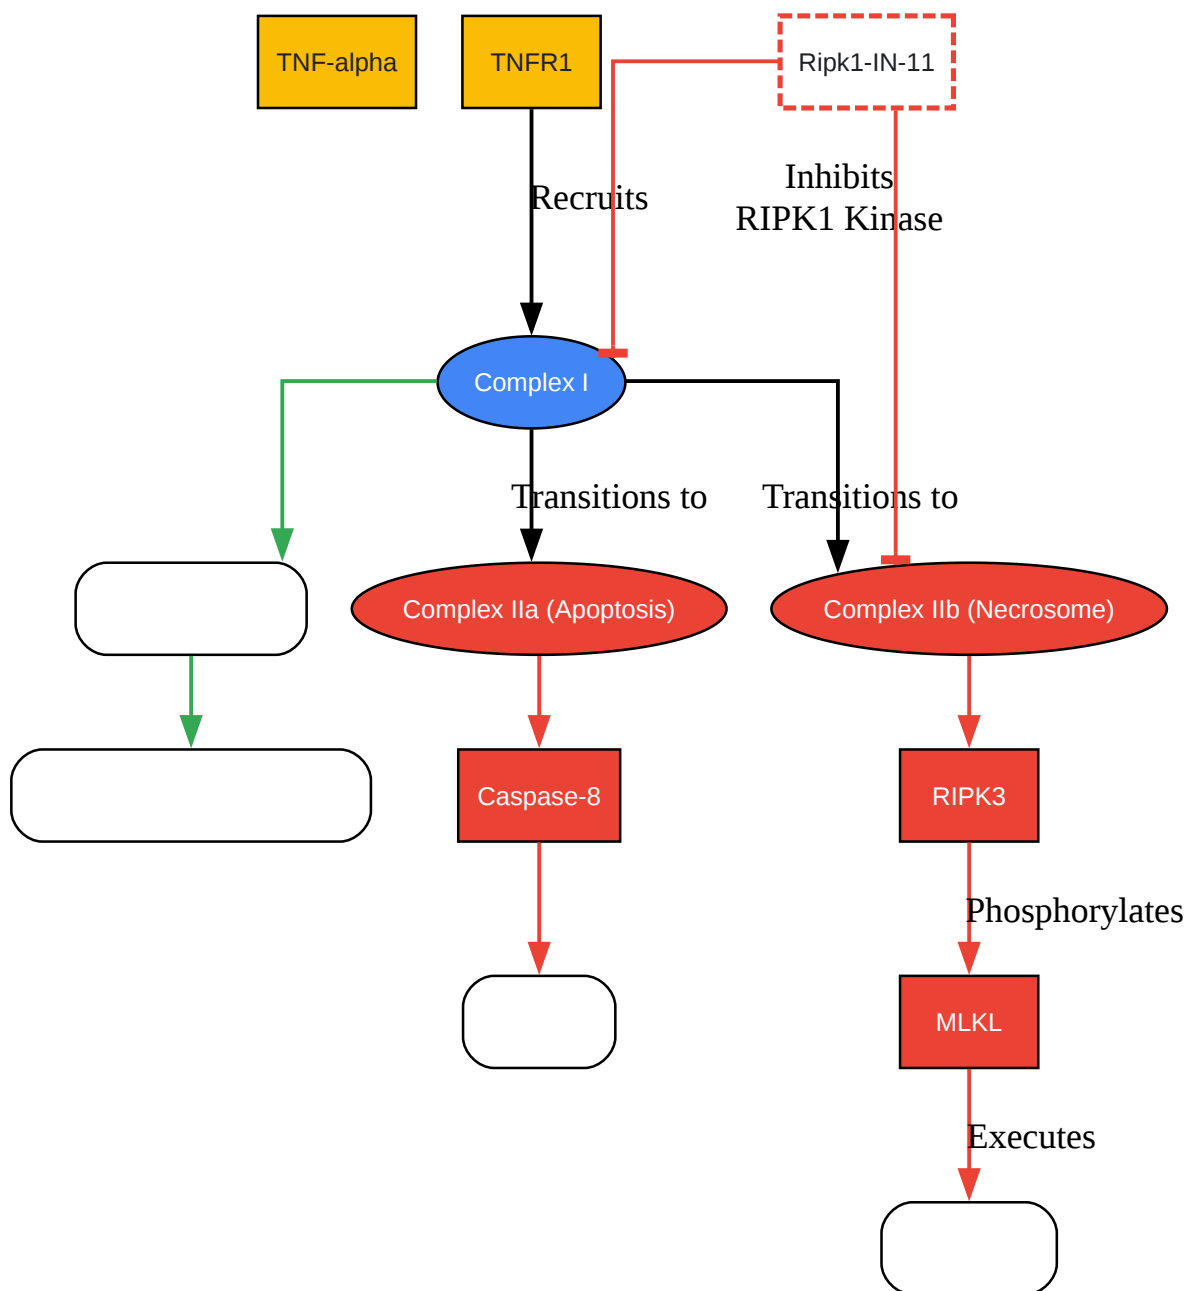 TNF-alpha
TNFR1
Ripk1-IN-11
Recruits
Inhibits
RIPK1 Kinase
Complex I
Transitions to
Transitions to
Complex IIa (Apoptosis)
Complex IIb (Necrosome)
Caspase-8
RIPK3
Phosphorylates
MLKL
Executes